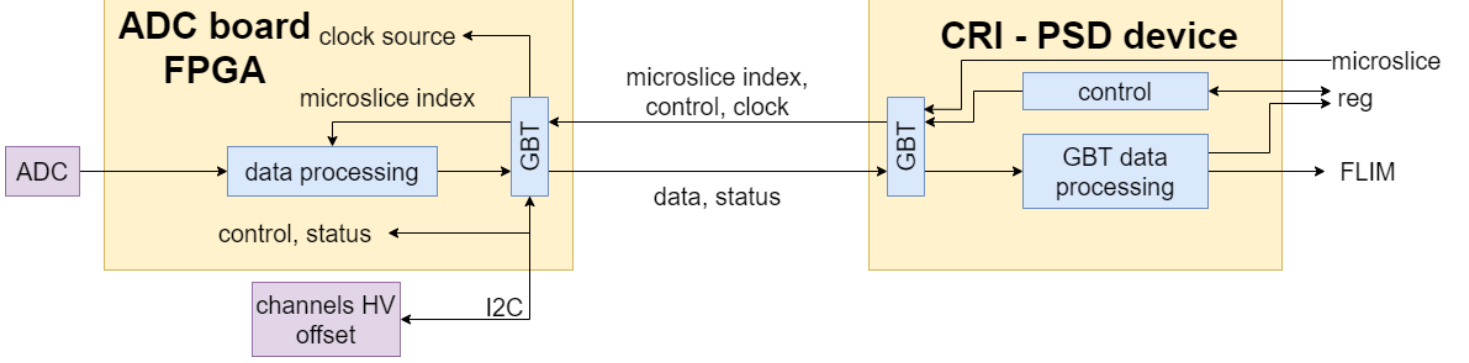 ADC board
FPGA
clock source
microslice index
ADC
data processing
GBT
control, status
channels HV
offset
I2C
microslice index,
control, clock
data, status
CRI - PSD device
GBT
control
GBT data
processing
microslice
reg
FLIM